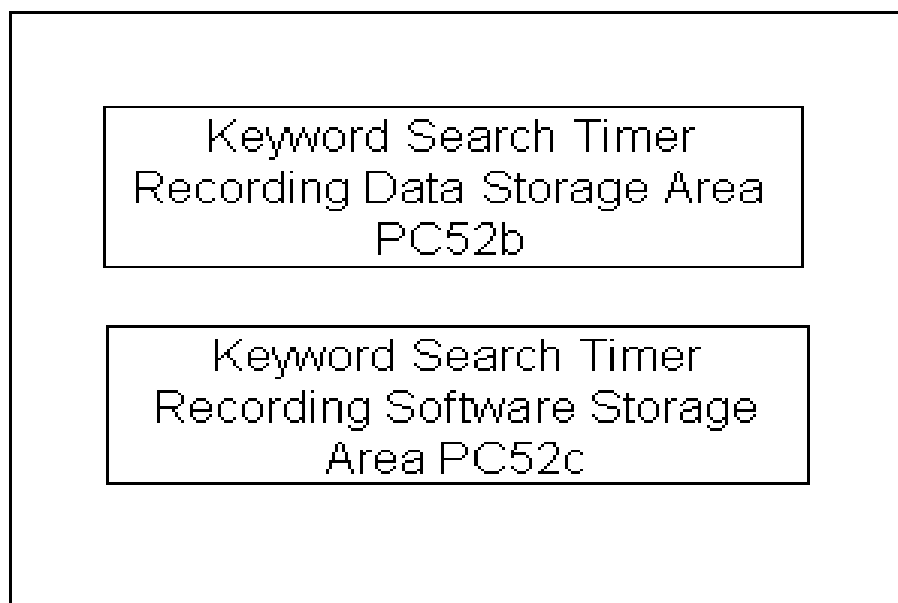 Keyword Search Timer
Recording Data Storage Area
PC52b
Keyword Search Timer
Recording Software Storage
Area PC52c